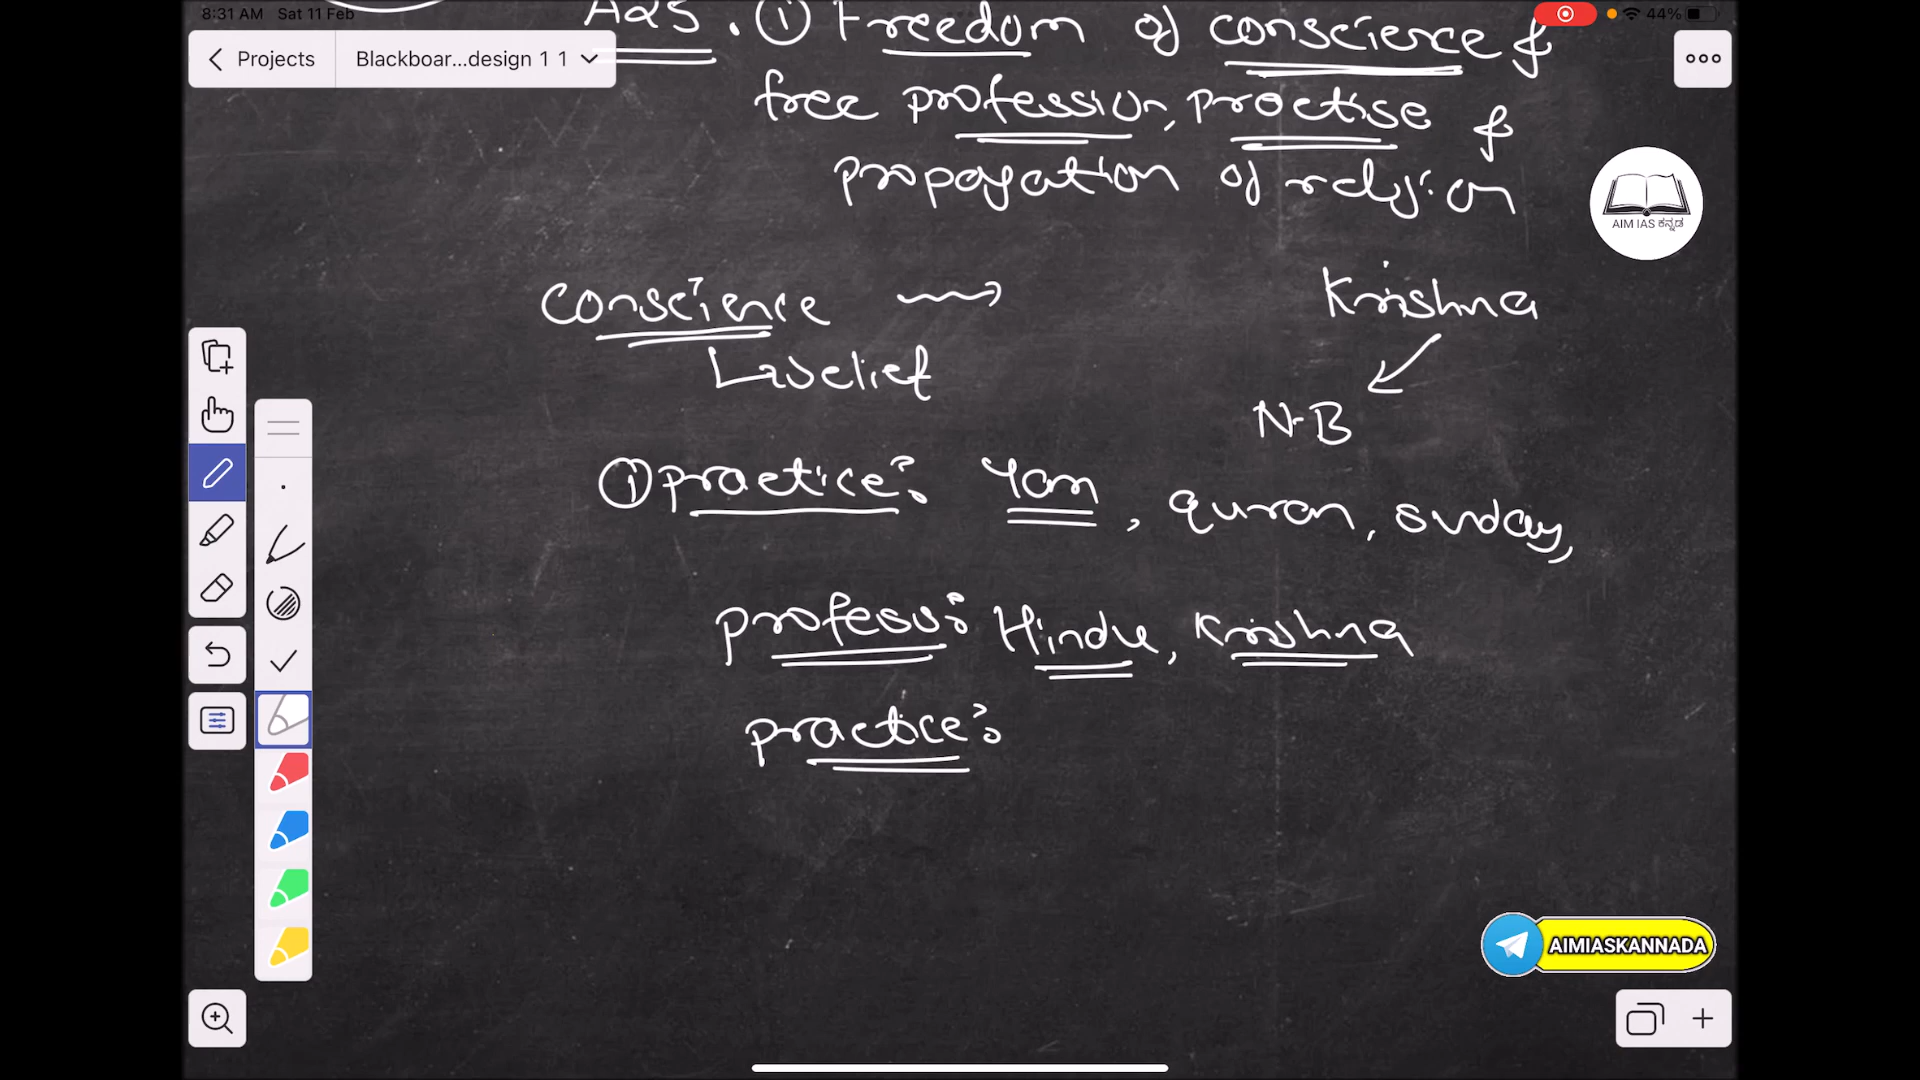 8:31 AM Sat 11 Feb
44%
Projects
Blackboar...design 1 1
A25. ① Freedom of conscience &
free profession, practise &
propagation of religion
AIM IAS ಕನ್ನಡ
conscience → Krishna
belief
N-B
① practice: Yam, quran, sunday,
profess: Hindu, Krishna
practice:
AIMIASKANNADA